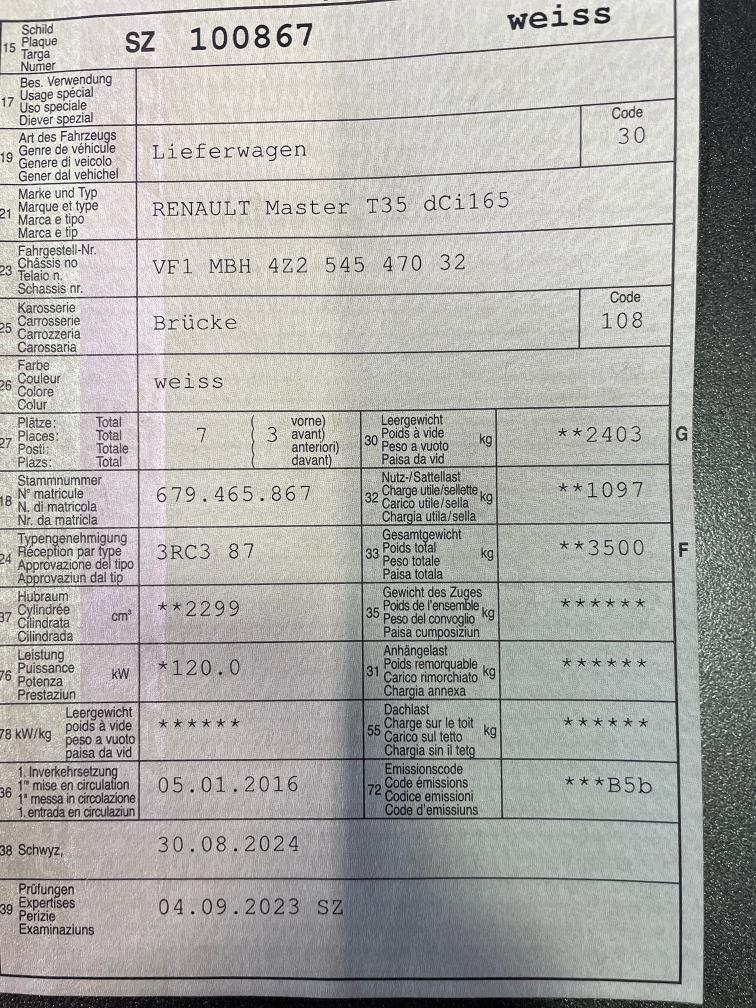 15 Schild
Plaque
Targa
Numer
SZ 100867 weiss
17 Bes. Verwendung
Usage spécial
Uso speciale
Diever spezial
19 Art des Fahrzeugs
Genre de véhicule
Genere di veicolo
Gener dal vehichel
Lieferwagen
Code
30
21 Marke und Typ
Marque et type
Marca e tipo
Marca e tip
RENAULT Master T35 dCi165
23 Fahrgestell-Nr.
Châssis no
Telaio n.
Schassis nr.
VF1 MBH 4Z2 545 470 32
25 Karosserie
Carrosserie
Carrozzeria
Carossaria
Brücke
Code
108
26 Farbe
Couleur
Colore
Colur
weiss
27 Plätze: Total
Places: Total
Posti: Totale
Plazs: Total
7 ( 3 vorne)
avant)
anteriori)
davant)
30 Leergewicht
Poids à vide
Peso a vuoto
Paisa da vid
kg
**2403
G
18 Stammnummer
N° matricule
N. di matricola
Nr. da matricla
679.465.867
32 Nutz-/Sattellast
Charge utile/sellette
Carico utile/sella
Chargia utila/sella
kg
**1097
24 Typengenehmigung
Réception par type
Approvazione del tipo
Approvaziun dal tip
3RC3 87
33 Gesamtgewicht
Poids total
Peso totale
Paisa totala
kg
**3500
F
37 Hubraum
Cylindrée
Cilindrata
Cilindrada
cm³
**2299
35 Gewicht des Zuges
Poids de l'ensemble
Peso del convoglio
Paisa cumposiziun
kg
******
76 Leistung
Puissance
Potenza
Prestaziun
kW
*120.0
31 Anhängelast
Poids remorquable
Carico rimorchiato
Chargia annexa
kg
******
78 kW/kg Leergewicht
poids à vide
peso a vuoto
paisa da vid
******
55 Dachlast
Charge sur le toit
Carico sul tetto
Chargia sin il tetg
kg
******
36 1. Inverkehrsetzung
1re mise en circulation
1a messa in circolazione
1. entrada en circulaziun
05.01.2016
72 Emissionscode
Code émissions
Codice emissioni
Code d'emissiuns
***B5b
38 Schwyz, 30.08.2024
39 Prüfungen
Expertises
Perizie
Examinaziuns
04.09.2023 SZ